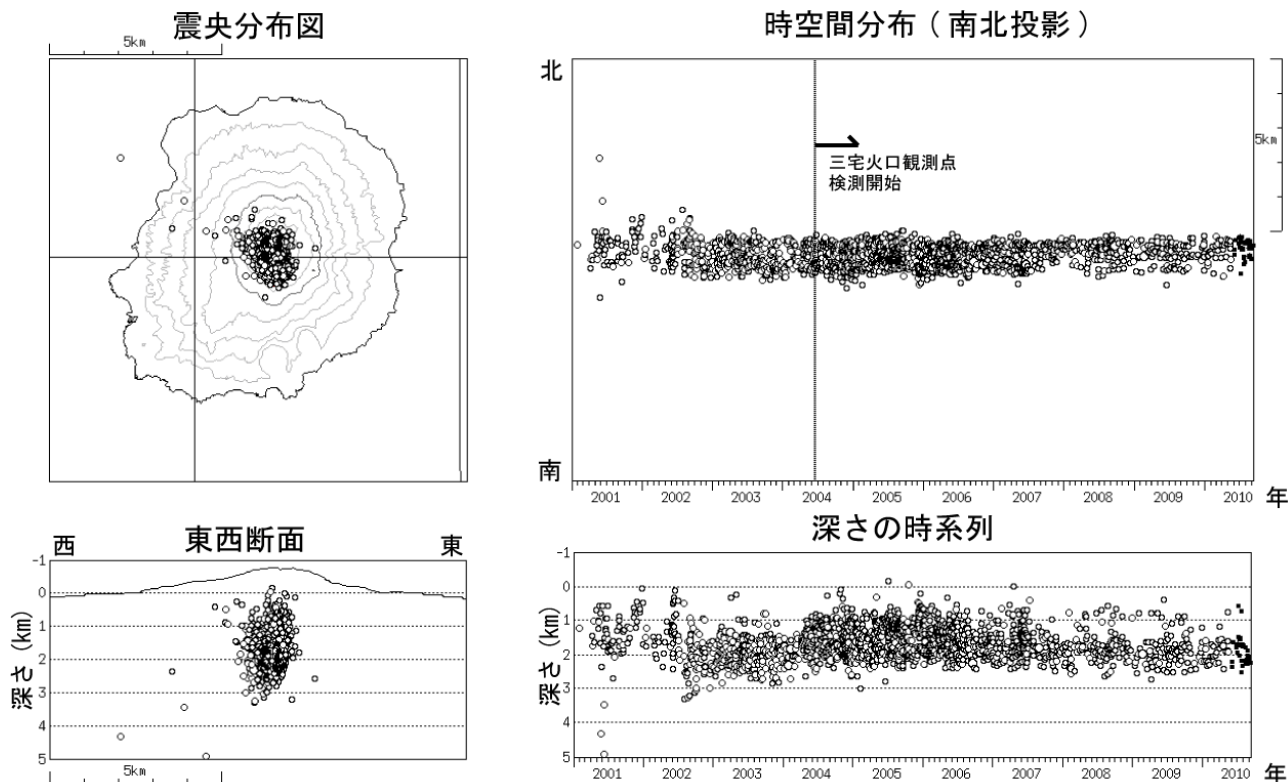 震央分布図
5km
時空間分布（南北投影）
北
南
5km
三宅火口観測点
検測開始
2001 2002 2003 2004 2005 2006 2007 2008 2009 2010 年
東西断面
西 東
深さ (km)
-1
0
1
2
3
4
5
5km
深さの時系列
深さ (km)
-1
0
1
2
3
4
5
2001 2002 2003 2004 2005 2006 2007 2008 2009 2010 年